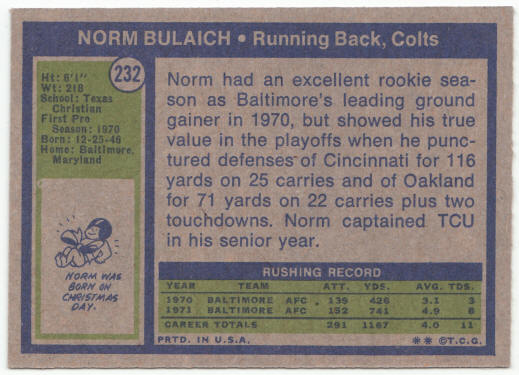 NORM BULAICH • Running Back, Colts
232
Ht: 6'1"
Wt: 218
School: Texas
Christian
First Pro
Season: 1970
Born: 12-25-46
Home: Baltimore,
Maryland
NORM WAS
BORN ON
CHRISTMAS
DAY.
Norm had an excellent rookie sea-
son as Baltimore's leading ground
gainer in 1970, but showed his true
value in the playoffs when he punc-
tured defenses of Cincinnati for 116
yards on 25 carries and of Oakland
for 71 yards on 22 carries plus two
touchdowns. Norm captained TCU
in his senior year.
RUSHING RECORD
YEAR TEAM ATT. YDS. AVG. TDS.
1970 BALTIMORE AFC 139 426 3.1 3
1971 BALTIMORE AFC 152 741 4.9 8
CAREER TOTALS 291 1167 4.0 11
PRTD. IN U.S.A. ** ©T.C.G.